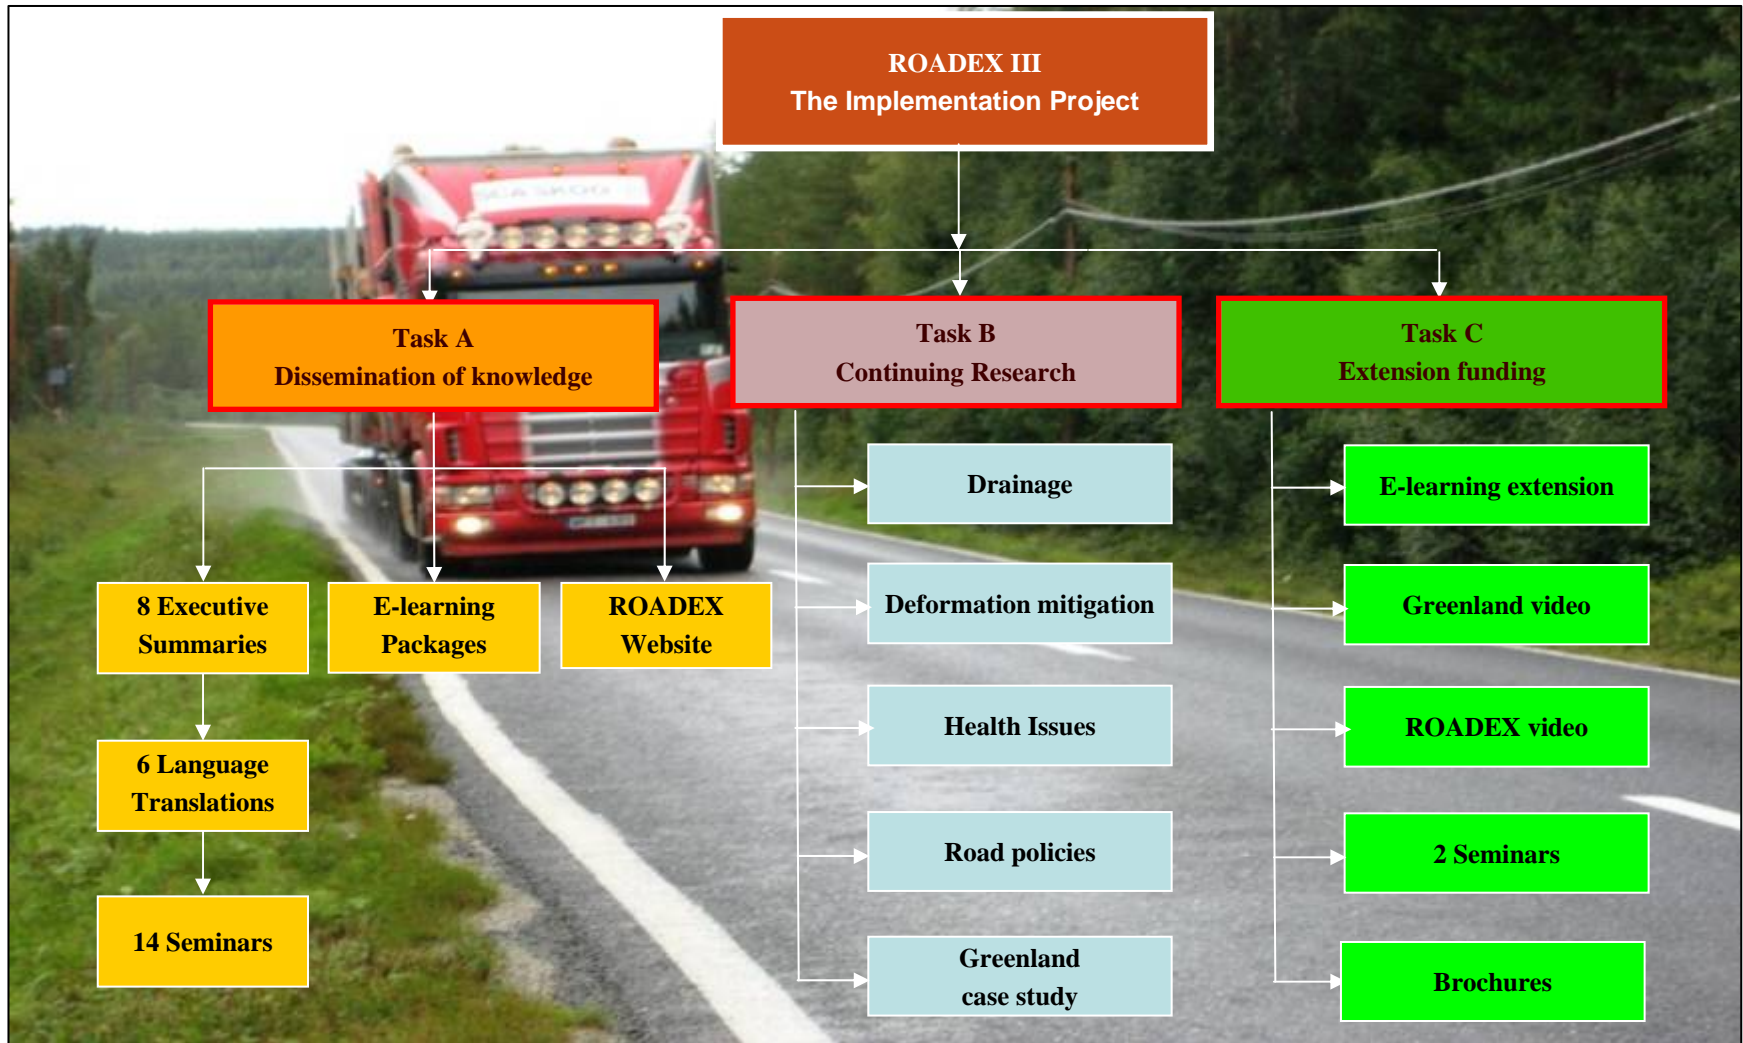 ROADEX III
The Implementation Project
Task A
Dissemination of knowledge
Task B
Continuing Research
Task C
Extension funding
8 Executive
Summaries
E-learning
Packages
ROADEX
Website
6 Language
Translations
14 Seminars
Drainage
Deformation mitigation
Health Issues
Road policies
Greenland
case study
E-learning extension
Greenland video
ROADEX video
2 Seminars
Brochures